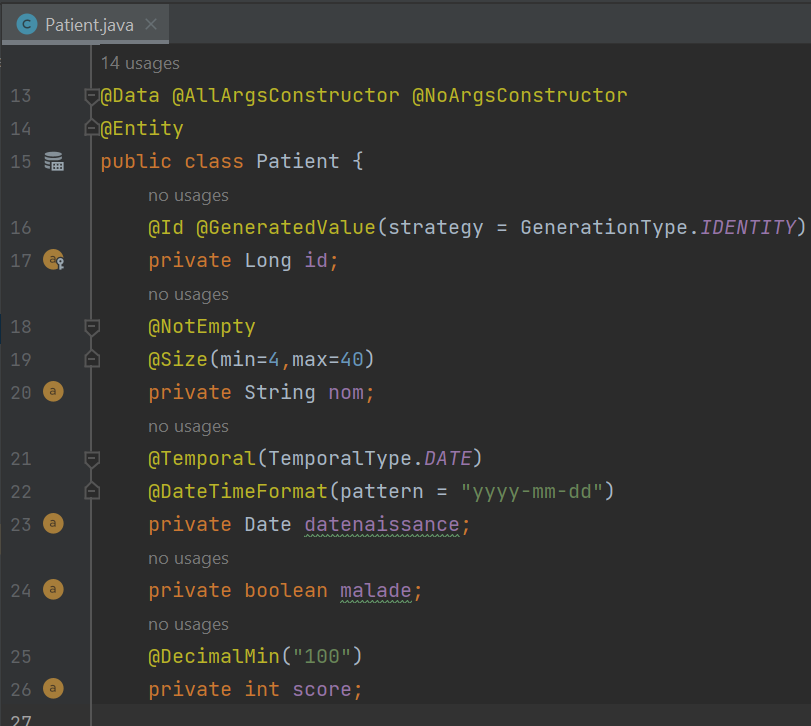 Patient.java
14 usages
13 @Data @AllArgsConstructor @NoArgsConstructor
14 @Entity
15 public class Patient {
no usages
16 @Id @GeneratedValue(strategy = GenerationType.IDENTITY)
17 private Long id;
no usages
18 @NotEmpty
19 @Size(min=4,max=40)
20 private String nom;
no usages
21 @Temporal(TemporalType.DATE)
22 @DateTimeFormat(pattern = "yyyy-mm-dd")
23 private Date datenaissance;
no usages
24 private boolean malade;
no usages
25 @DecimalMin("100")
26 private int score;
27